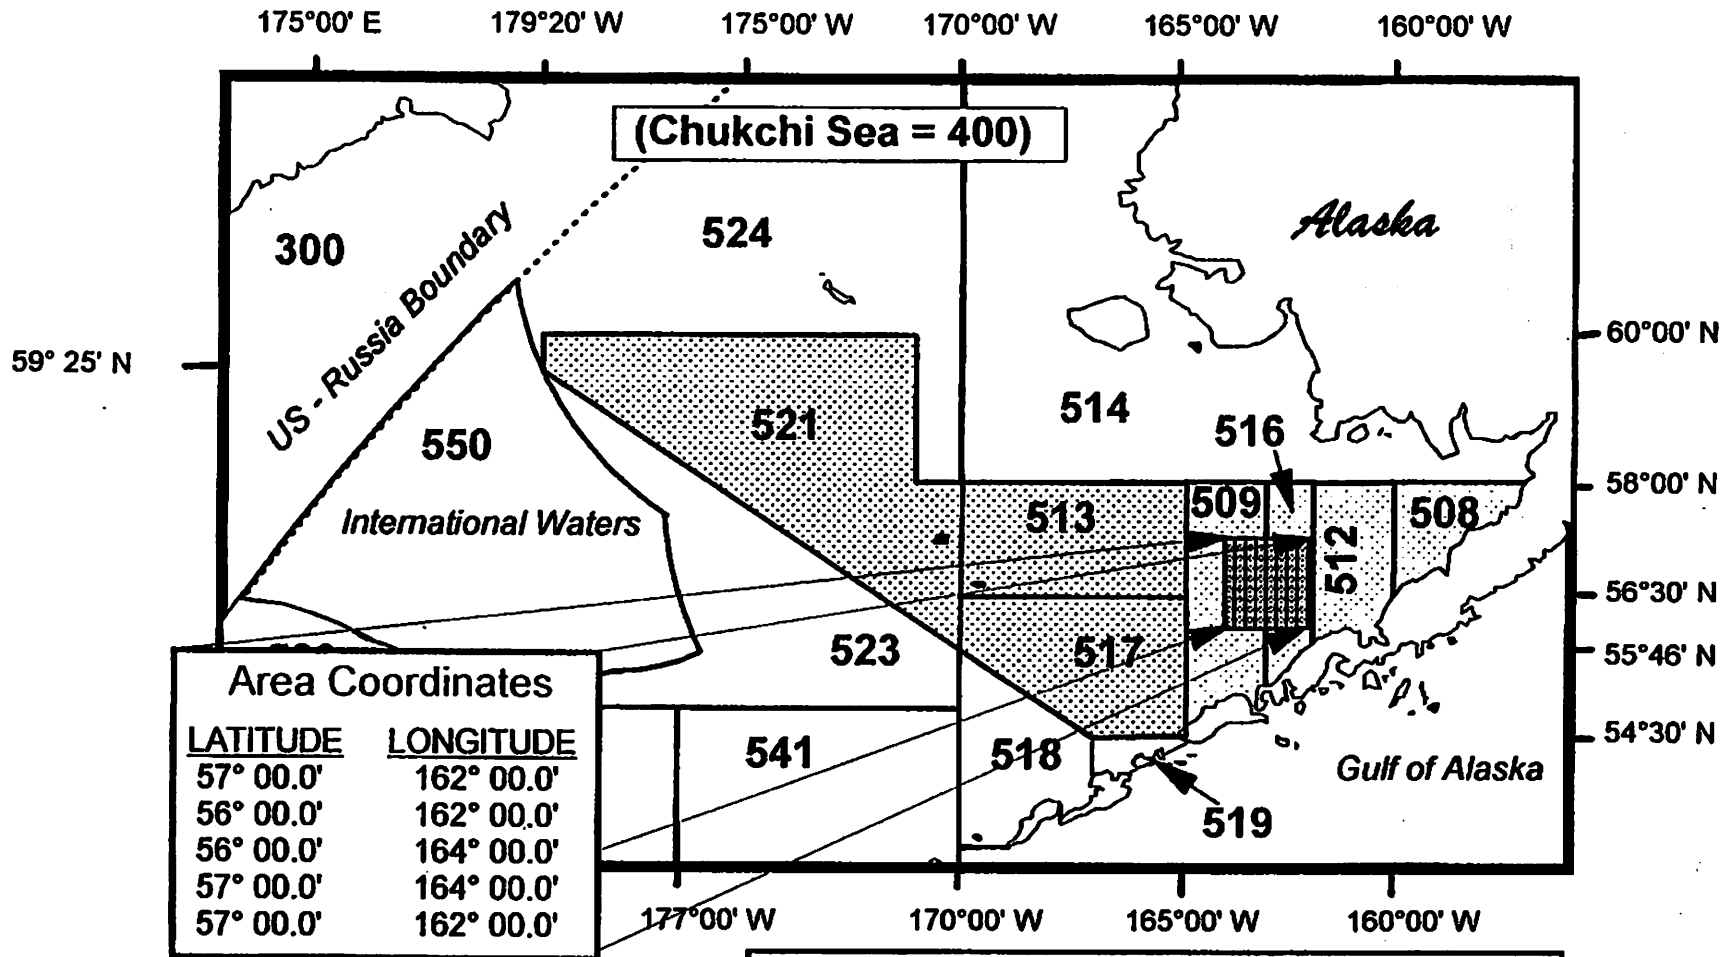 175°00' E 179°20' W 175°00' W 170°00' W 165°00' W 160°00' W
(Chukchi Sea = 400)
Alaska
524
300
US - Russia Boundary
60°00' N
59° 25' N
514
521
516
550
58°00' N
509
508
513
International Waters
512
56°30' N
523
517
55°46' N
Area Coordinates
LATITUDE LONGITUDE
57° 00.0' 162° 00.0'
56° 00.0' 162° 00.0'
56° 00.0' 164° 00.0'
57° 00.0' 164° 00.0'
57° 00.0' 162° 00.0'
54°30' N
541
518
Gulf of Alaska
519
177°00' W 170°00' W 165°00' W 160°00' W